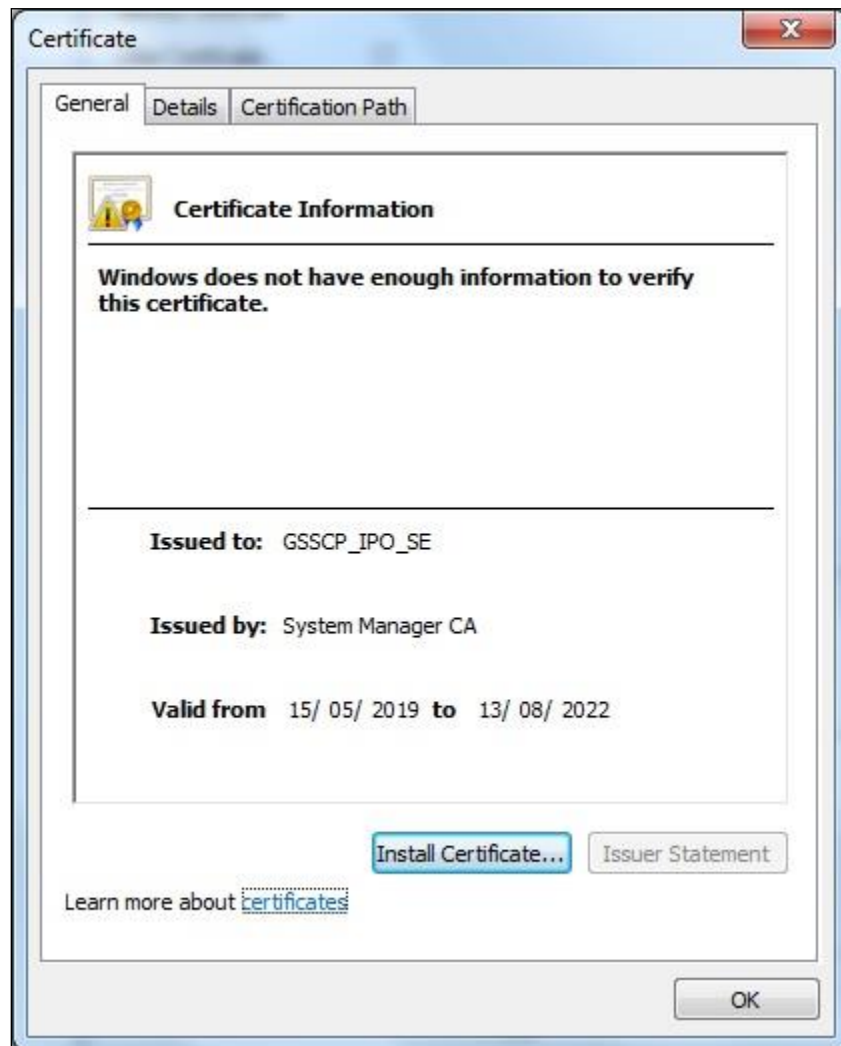 Certificate
General Details Certification Path
Certificate Information
Windows does not have enough information to verify
this certificate.
Issued to: GSSCP_IPO_SE
Issued by: System Manager CA
Valid from 15/ 05/ 2019 to 13/ 08/ 2022
Install Certificate... Issuer Statement
Learn more about certificates
OK